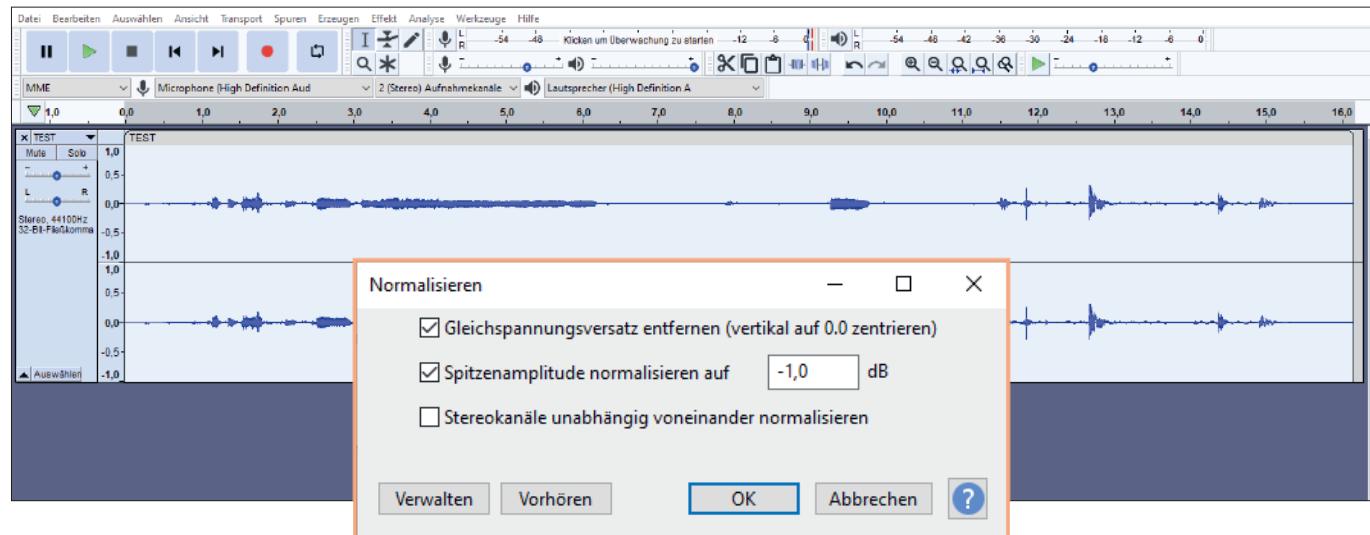 Datei Bearbeiten Auswählen Ansicht Transport Spuren Erzeugen Effekt Analyse Werkzeuge Hilfe
L -54 -48 Klicken um Überwachung zu starten -12 -6 0 L -54 -48 -42 -36 -30 -24 -18 -12 -6 0
R R
MME Microphone (High Definition Aud 2 (Stereo) Aufnahmekanäle Lautsprecher (High Definition A
1,0 0,0 1,0 2,0 3,0 4,0 5,0 6,0 7,0 8,0 9,0 10,0 11,0 12,0 13,0 14,0 15,0 16,0
× TEST TEST
Mute Solo 1,0
- + 0,5
L R 0,0
Stereo, 44100Hz
32-Bit-Fließkomma -0,5
-1,0
1,0
0,5
0,0
-0,5
Auswählen -1,0
Normalisieren
Gleichspannungsversatz entfernen (vertikal auf 0.0 zentrieren)
Spitzenamplitude normalisieren auf -1,0 dB
Stereokanäle unabhängig voneinander normalisieren
Verwalten Vorhören OK Abbrechen ?